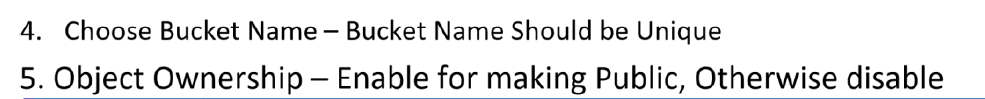 4. Choose Bucket Name – Bucket Name Should be Unique
5. Object Ownership – Enable for making Public, Otherwise disable